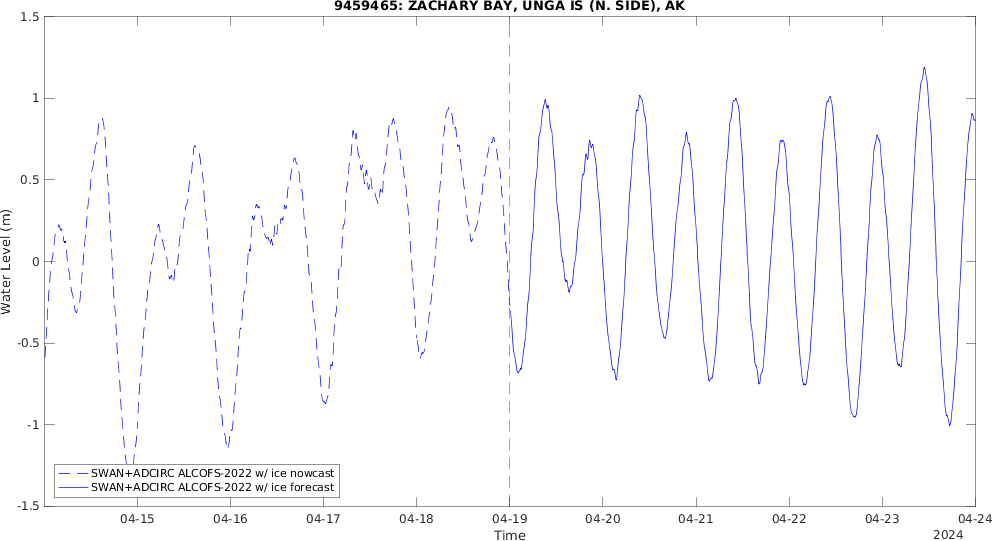 9459465: ZACHARY BAY, UNGA IS (N. SIDE), AK
1.5
1
0.5
0
-0.5
-1
-1.5
Water Level (m)
SWAN+ADCIRC ALCOFS-2022 w/ ice nowcast
SWAN+ADCIRC ALCOFS-2022 w/ ice forecast
04-15 04-16 04-17 04-18 04-19 04-20 04-21 04-22 04-23 04-24
Time
2024